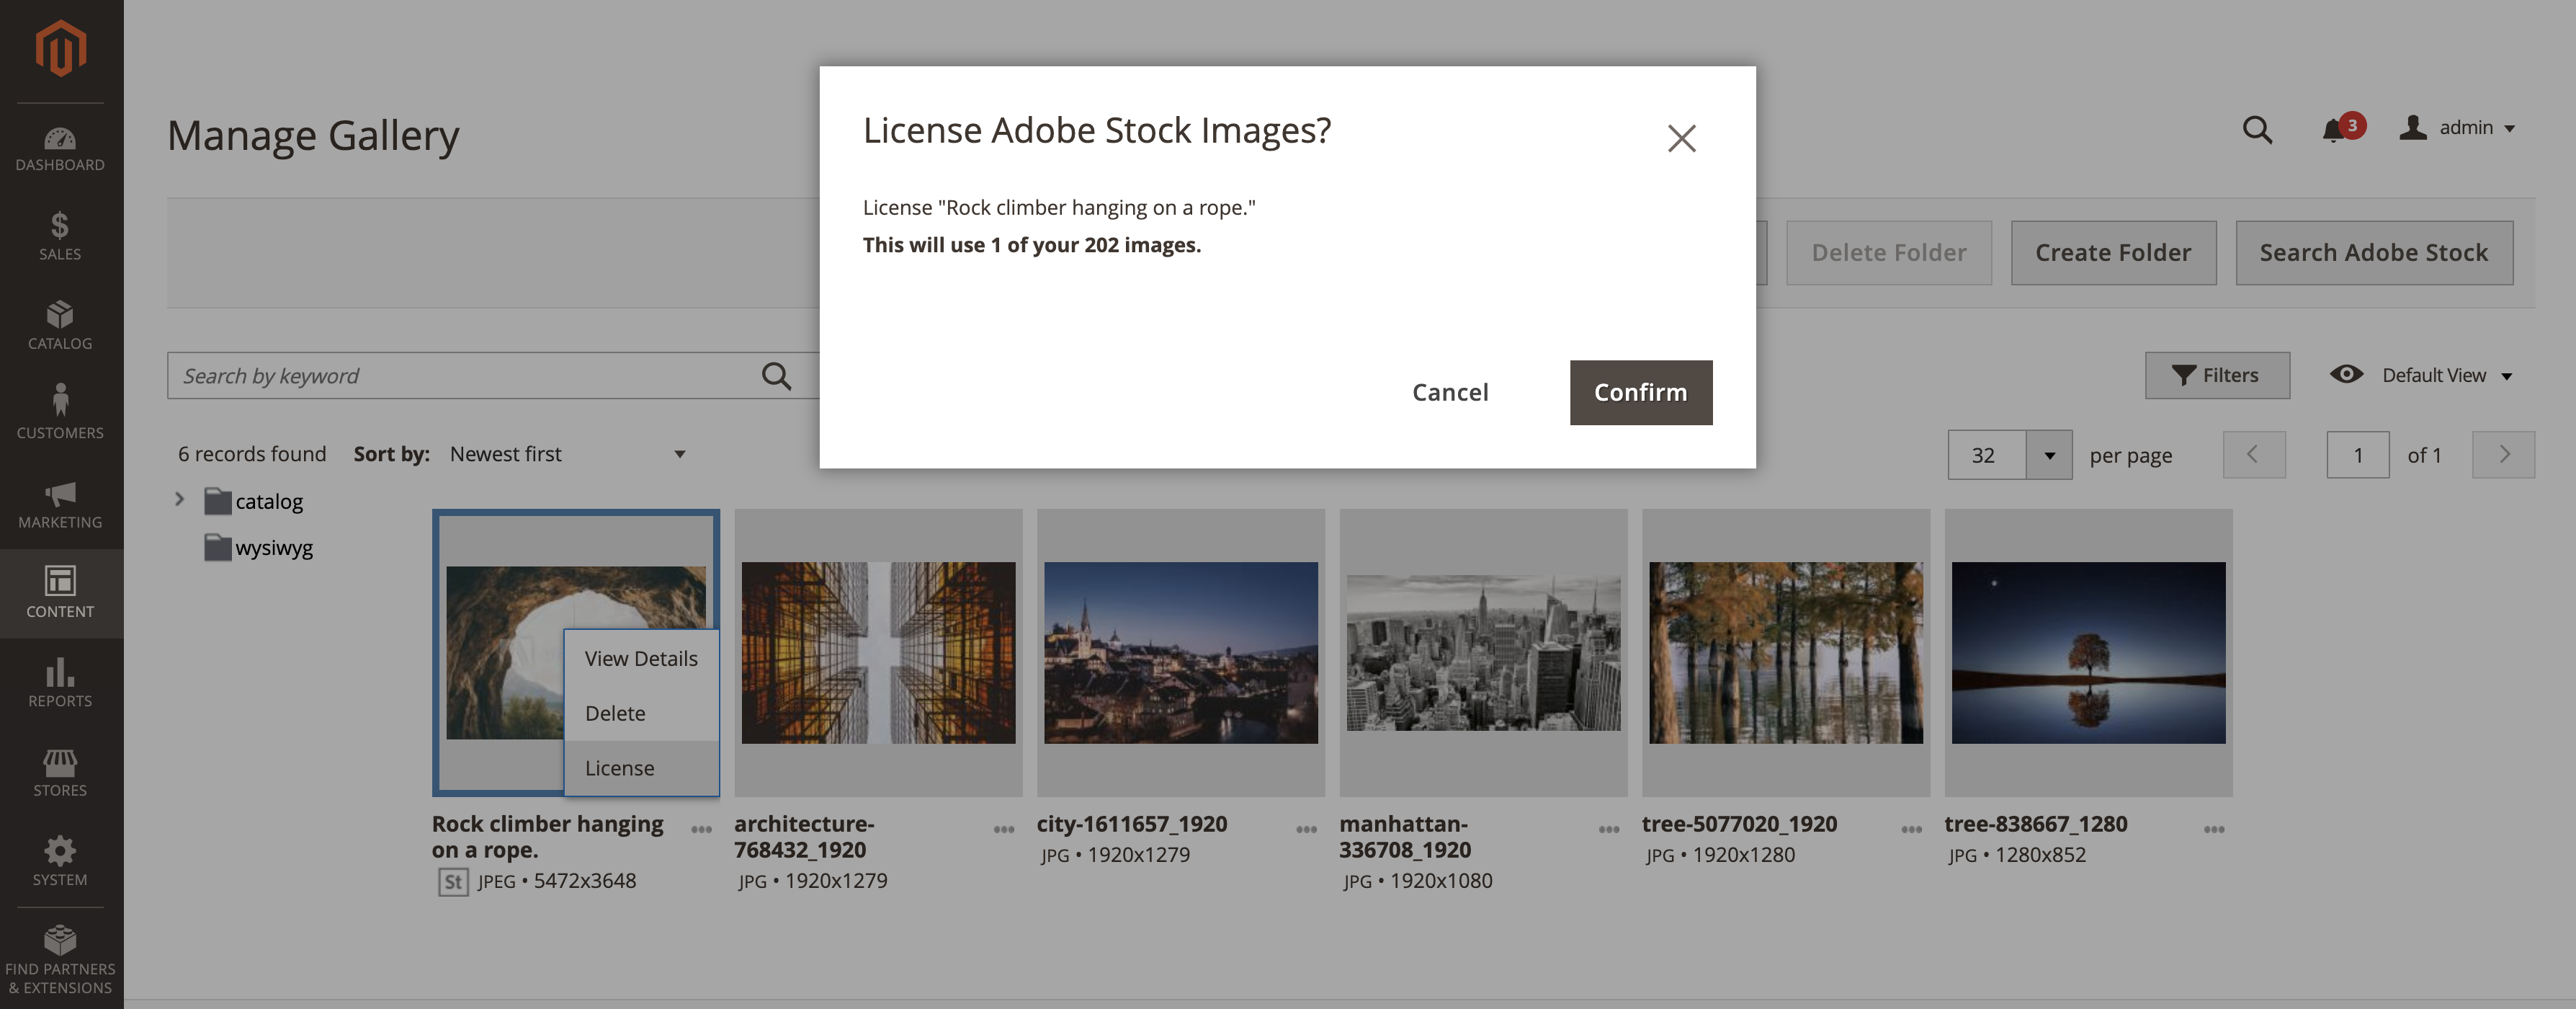 DASHBOARD
SALES
CATALOG
CUSTOMERS
MARKETING
CONTENT
REPORTS
STORES
SYSTEM
FIND PARTNERS
& EXTENSIONS
Manage Gallery
3
admin
License Adobe Stock Images?
License "Rock climber hanging on a rope."
This will use 1 of your 202 images.
Cancel
Confirm
Delete Folder
Create Folder
Search Adobe Stock
Search by keyword
Filters
Default View
6 records found
Sort by:
Newest first
32
per page
1
of 1
catalog
wysiwyg
View Details
Delete
License
Rock climber hanging
on a rope.
St
JPEG • 5472x3648
architecture-
768432_1920
JPG • 1920x1279
city-1611657_1920
JPG • 1920x1279
manhattan-
336708_1920
JPG • 1920x1080
tree-5077020_1920
JPG • 1920x1280
tree-838667_1280
JPG • 1280x852